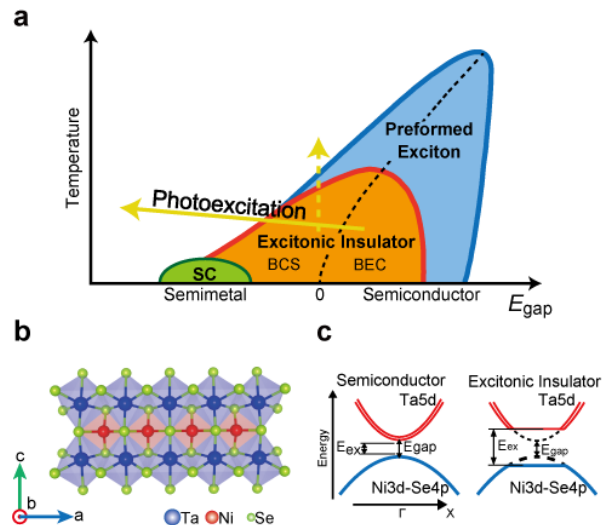 a
Temperature
Preformed
Exciton
Photoexcitation
Excitonic Insulator
BCS
BEC
SC
Semimetal
0
Semiconductor
E_gap
b
c
b
a
Ta
Ni
Se
c
Semiconductor
Excitonic Insulator
Ta5d
Ta5d
Energy
Eex
Egap
Eex
Egap
Ni3d-Se4p
Ni3d-Se4p
Γ
X